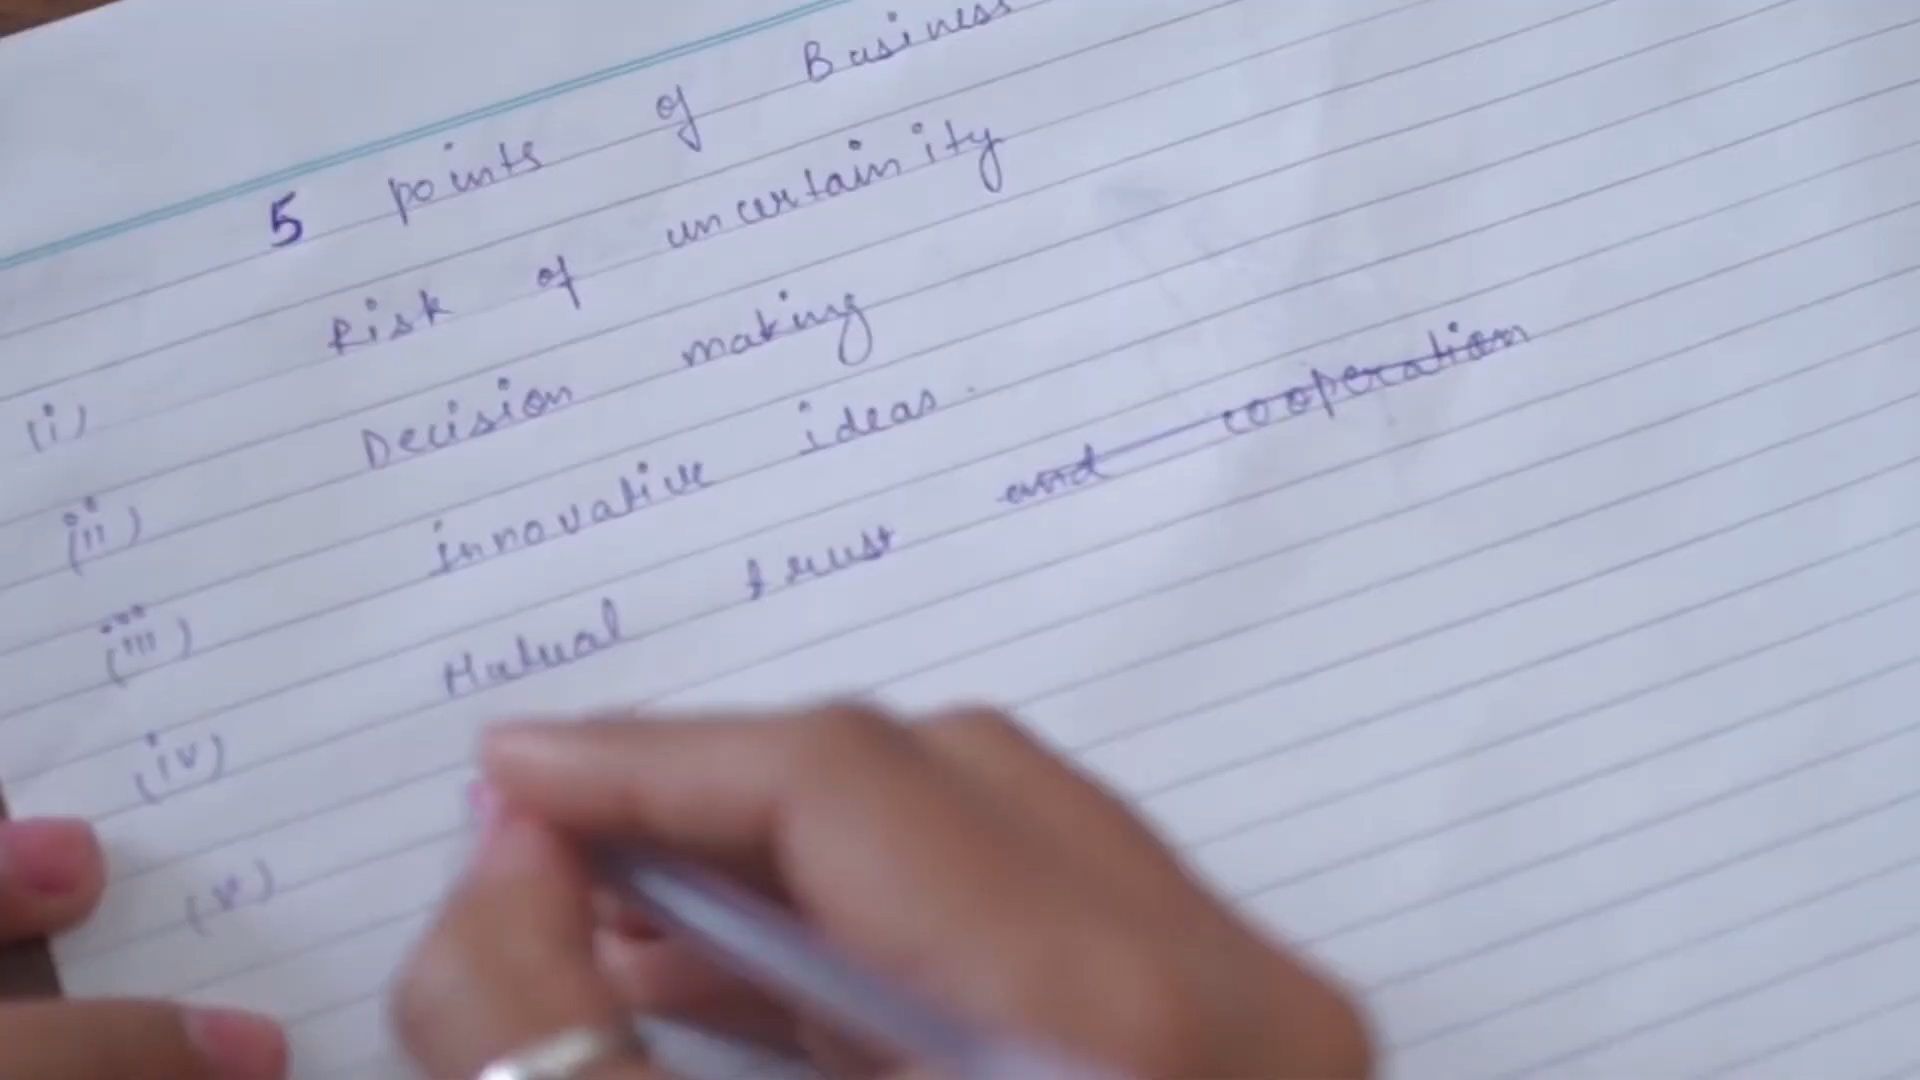 5 points of Business
(i) Risk of uncertainity
(ii) Decision making
(iii) innovative ideas.
(iv) Mutual trust and cooperation
(v)